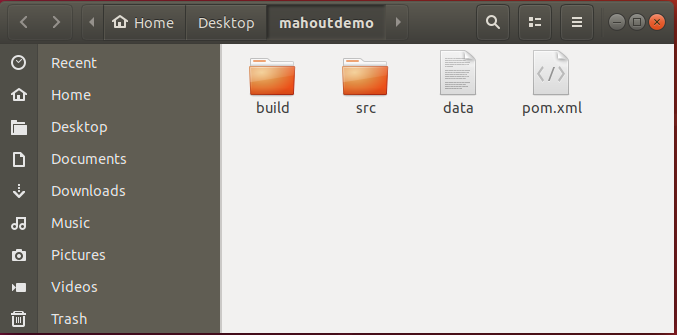 Home Desktop mahoutdemo
Recent
Home
Desktop
Documents
Downloads
Music
Pictures
Videos
Trash
build src data pom.xml